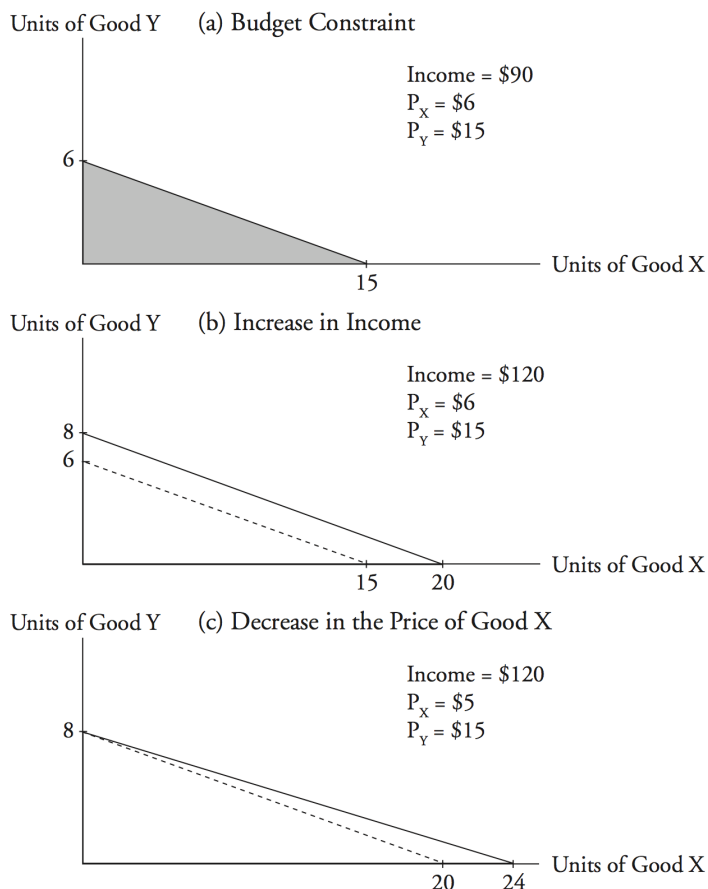 Units of Good Y (a) Budget Constraint
Income = $90
P_X = $6
P_Y = $15
6
15
Units of Good X
Units of Good Y (b) Increase in Income
Income = $120
P_X = $6
P_Y = $15
8
6
15 20
Units of Good X
Units of Good Y (c) Decrease in the Price of Good X
Income = $120
P_X = $5
P_Y = $15
8
20 24
Units of Good X